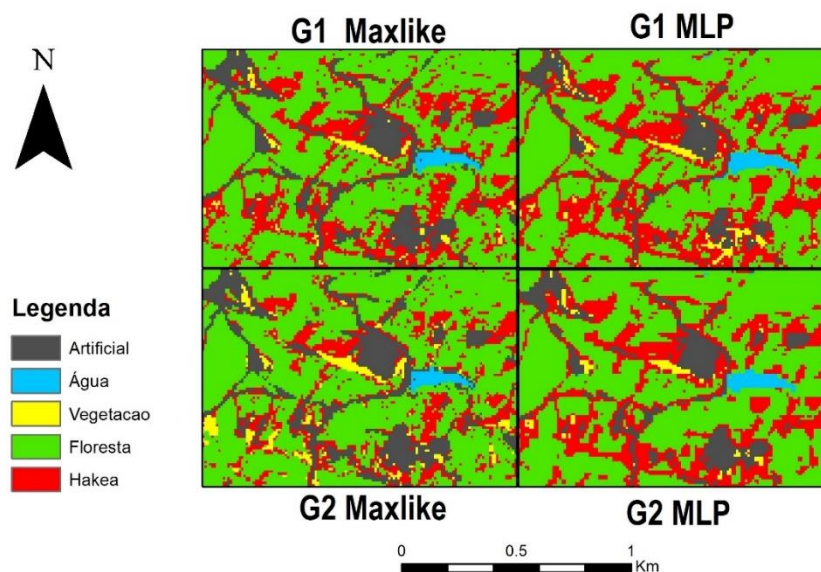 G1 Maxlike
G1 MLP
N
Legenda
Artificial
Água
Vegetacao
Floresta
Hakea
G2 Maxlike
G2 MLP
0 0.5 1
Km